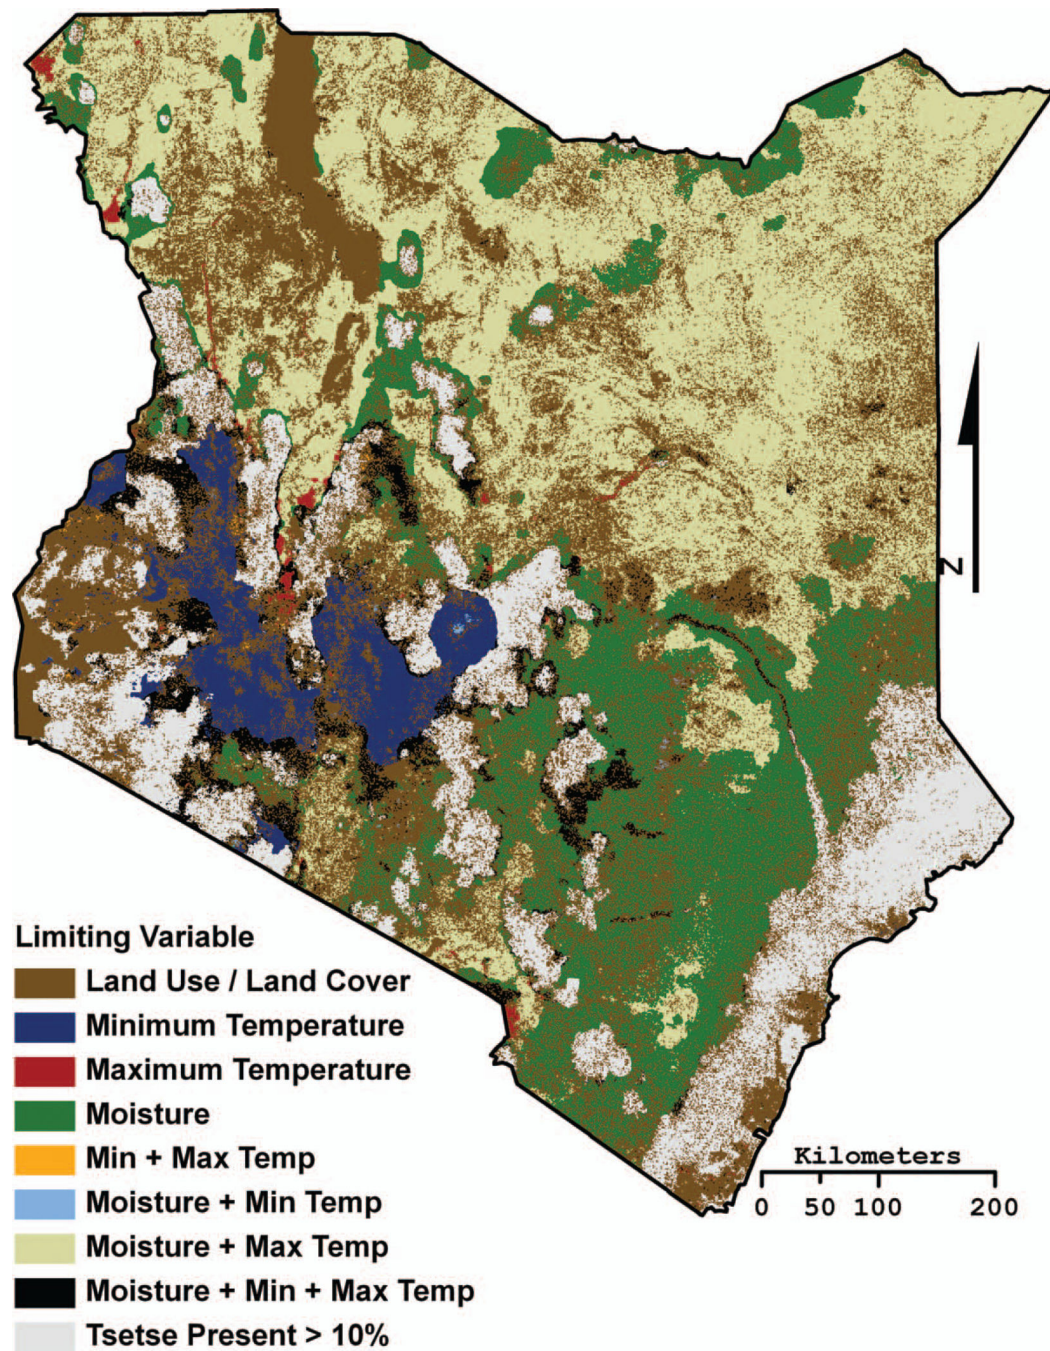 N
Limiting Variable
Land Use / Land Cover
Minimum Temperature
Maximum Temperature
Moisture
Min + Max Temp
Moisture + Min Temp
Moisture + Max Temp
Moisture + Min + Max Temp
Tsetse Present > 10%
Kilometers
0 50 100 200